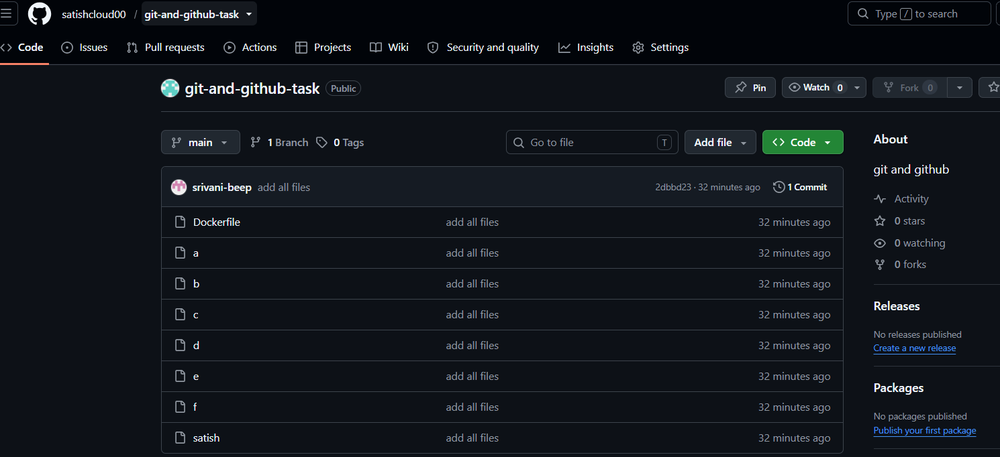 satishcloud00 / git-and-github-task
Type / to search
Code Issues Pull requests Actions Projects Wiki Security and quality Insights Settings
git-and-github-task Public
Pin Watch 0 Fork 0
main 1 Branch 0 Tags Go to file T Add file Code
srivani-beep add all files 2dbbd23 · 32 minutes ago 1 Commit
Dockerfile add all files 32 minutes ago
a add all files 32 minutes ago
b add all files 32 minutes ago
c add all files 32 minutes ago
d add all files 32 minutes ago
e add all files 32 minutes ago
f add all files 32 minutes ago
satish add all files 32 minutes ago
About
git and github
Activity
0 stars
0 watching
0 forks
Releases
No releases published
Create a new release
Packages
No packages published
Publish your first package